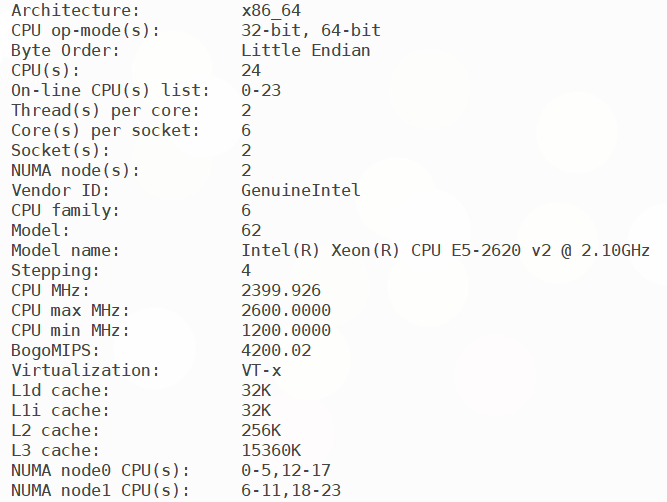 Architecture: x86_64
CPU op-mode(s): 32-bit, 64-bit
Byte Order: Little Endian
CPU(s): 24
On-line CPU(s) list: 0-23
Thread(s) per core: 2
Core(s) per socket: 6
Socket(s): 2
NUMA node(s): 2
Vendor ID: GenuineIntel
CPU family: 6
Model: 62
Model name: Intel(R) Xeon(R) CPU E5-2620 v2 @ 2.10GHz
Stepping: 4
CPU MHz: 2399.926
CPU max MHz: 2600.0000
CPU min MHz: 1200.0000
BogoMIPS: 4200.02
Virtualization: VT-x
L1d cache: 32K
L1i cache: 32K
L2 cache: 256K
L3 cache: 15360K
NUMA node0 CPU(s): 0-5,12-17
NUMA node1 CPU(s): 6-11,18-23